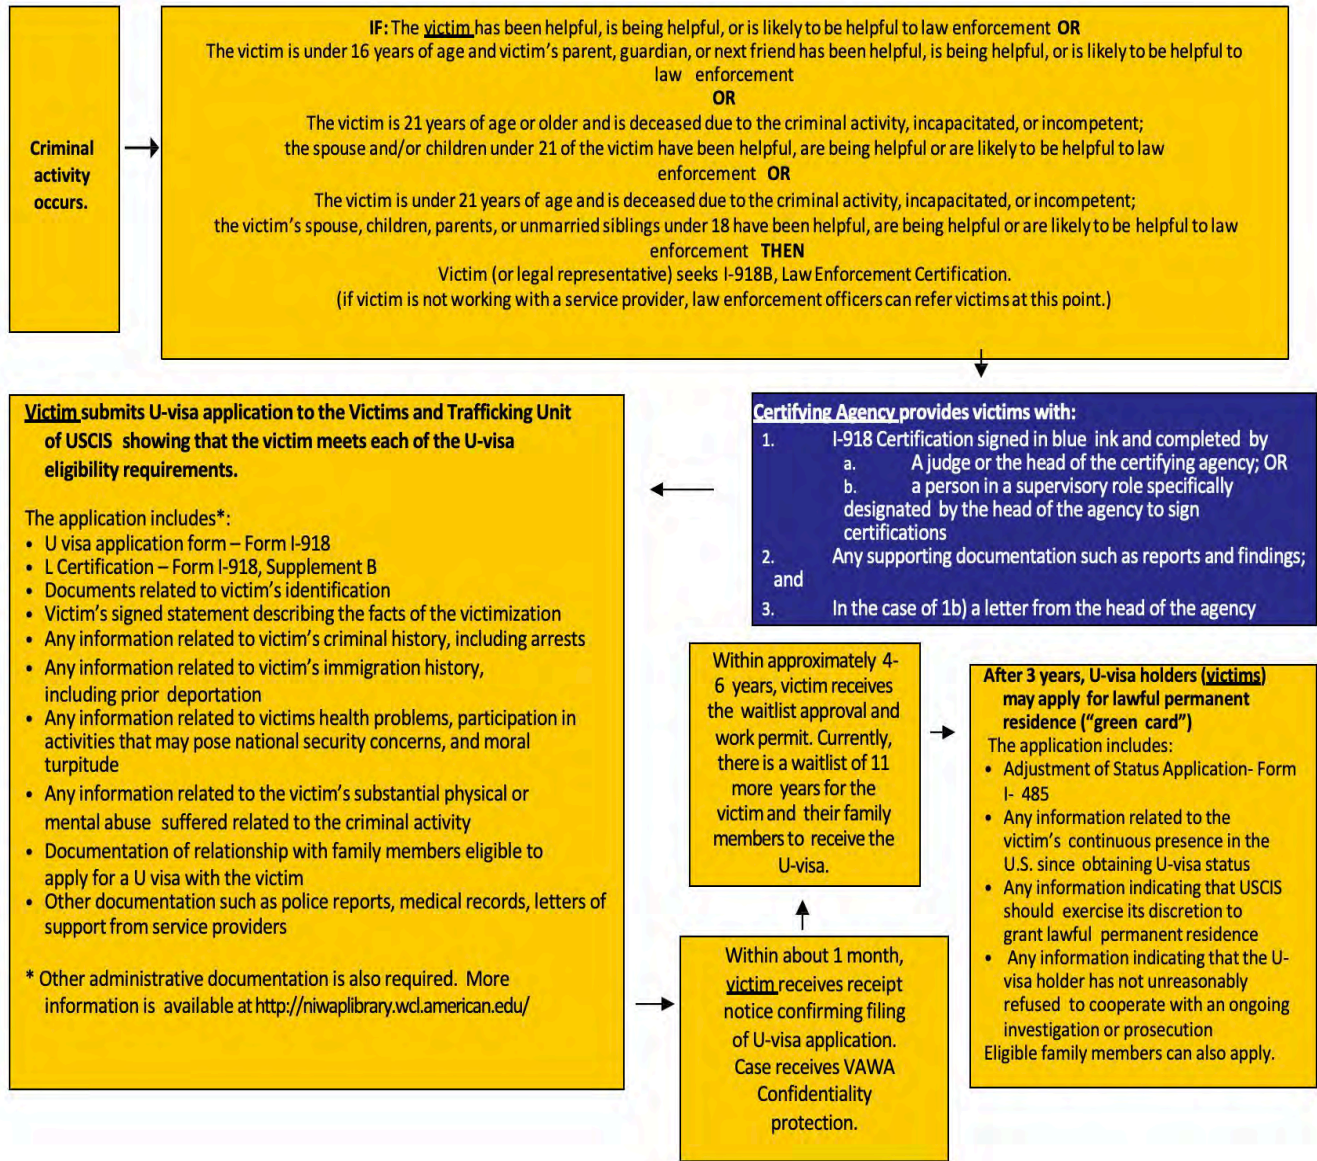 Criminal
activity
occurs.
IF: The victim has been helpful, is being helpful, or is likely to be helpful to law enforcement OR
The victim is under 16 years of age and victim's parent, guardian, or next friend has been helpful, is being helpful, or is likely to be helpful to
law enforcement
OR
The victim is 21 years of age or older and is deceased due to the criminal activity, incapacitated, or incompetent;
the spouse and/or children under 21 of the victim have been helpful, are being helpful or are likely to be helpful to law
enforcement OR
The victim is under 21 years of age and is deceased due to the criminal activity, incapacitated, or incompetent;
the victim's spouse, children, parents, or unmarried siblings under 18 have been helpful, are being helpful or are likely to be helpful to law
enforcement THEN
Victim (or legal representative) seeks I-918B, Law Enforcement Certification.
(if victim is not working with a service provider, law enforcement officers can refer victims at this point.)
Certifying Agency provides victims with:
1. I-918 Certification signed in blue ink and completed by
a. A judge or the head of the certifying agency; OR
b. a person in a supervisory role specifically
designated by the head of the agency to sign
certifications
2. Any supporting documentation such as reports and findings;
and
3. In the case of 1b) a letter from the head of the agency
Victim submits U-visa application to the Victims and Trafficking Unit
of USCIS showing that the victim meets each of the U-visa
eligibility requirements.
The application includes*:
• U visa application form – Form I-918
• L Certification – Form I-918, Supplement B
• Documents related to victim's identification
• Victim's signed statement describing the facts of the victimization
• Any information related to victim's criminal history, including arrests
• Any information related to victim's immigration history,
including prior deportation
• Any information related to victims health problems, participation in
activities that may pose national security concerns, and moral
turpitude
• Any information related to the victim's substantial physical or
mental abuse suffered related to the criminal activity
• Documentation of relationship with family members eligible to
apply for a U visa with the victim
• Other documentation such as police reports, medical records, letters of
support from service providers
* Other administrative documentation is also required. More
information is available at http://niwaplibrary.wcl.american.edu/
Within about 1 month,
victim receives receipt
notice confirming filing
of U-visa application.
Case receives VAWA
Confidentiality
protection.
Within approximately 4-
6 years, victim receives
the waitlist approval and
work permit. Currently,
there is a waitlist of 11
more years for the
victim and their family
members to receive the
U-visa.
After 3 years, U-visa holders (victims)
may apply for lawful permanent
residence ("green card")
The application includes:
• Adjustment of Status Application- Form
I- 485
• Any information related to the
victim's continuous presence in the
U.S. since obtaining U-visa status
• Any information indicating that USCIS
should exercise its discretion to
grant lawful permanent residence
• Any information indicating that the U-
visa holder has not unreasonably
refused to cooperate with an ongoing
investigation or prosecution
Eligible family members can also apply.